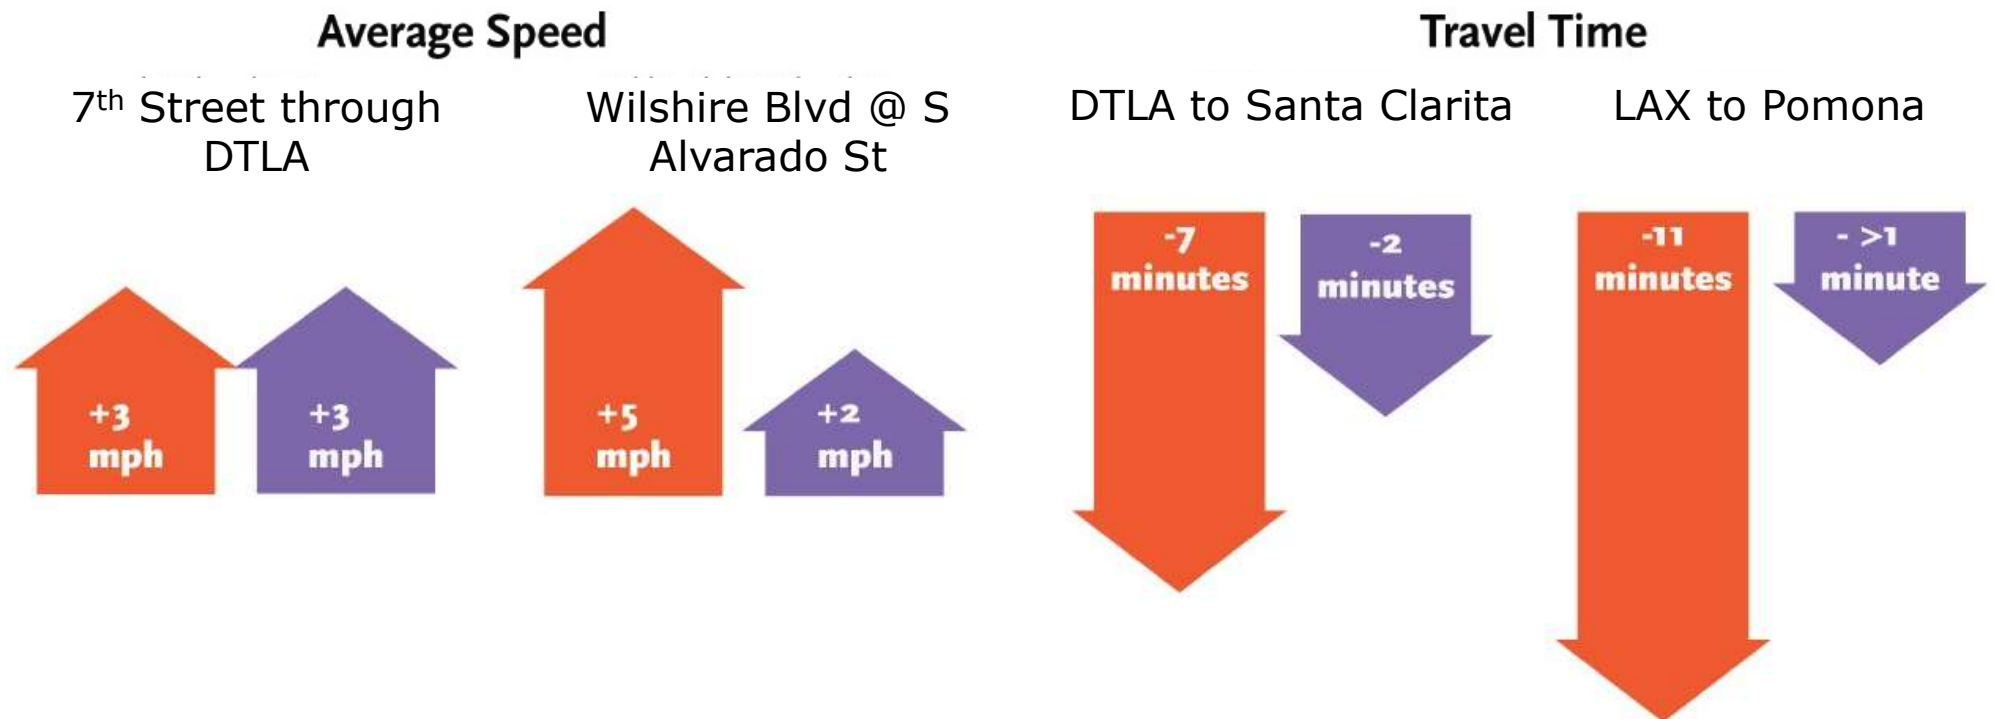 Average Speed
Travel Time
7th Street through
DTLA
Wilshire Blvd @ S
Alvarado St
DTLA to Santa Clarita
LAX to Pomona
+3
mph
+3
mph
+5
mph
+2
mph
-7
minutes
-2
minutes
-11
minutes
- >1
minute